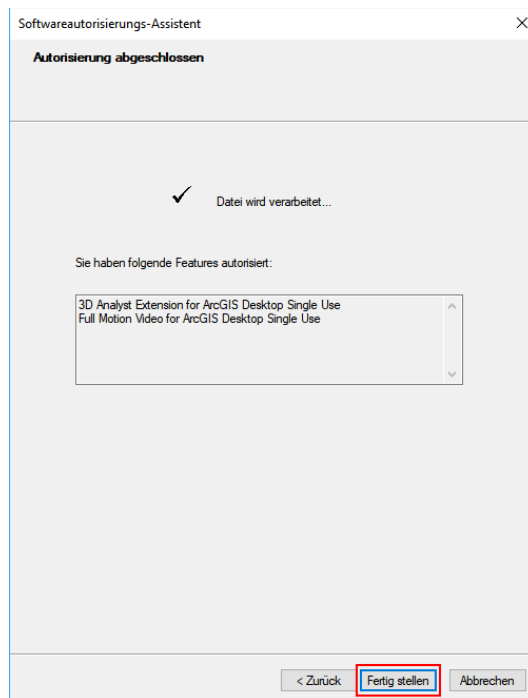 Softwareautorisierungs-Assistent
Autorisierung abgeschlossen
Datei wird verarbeitet...
Sie haben folgende Features autorisiert:
3D Analyst Extension for ArcGIS Desktop Single Use
Full Motion Video for ArcGIS Desktop Single Use
< Zurück Fertig stellen Abbrechen